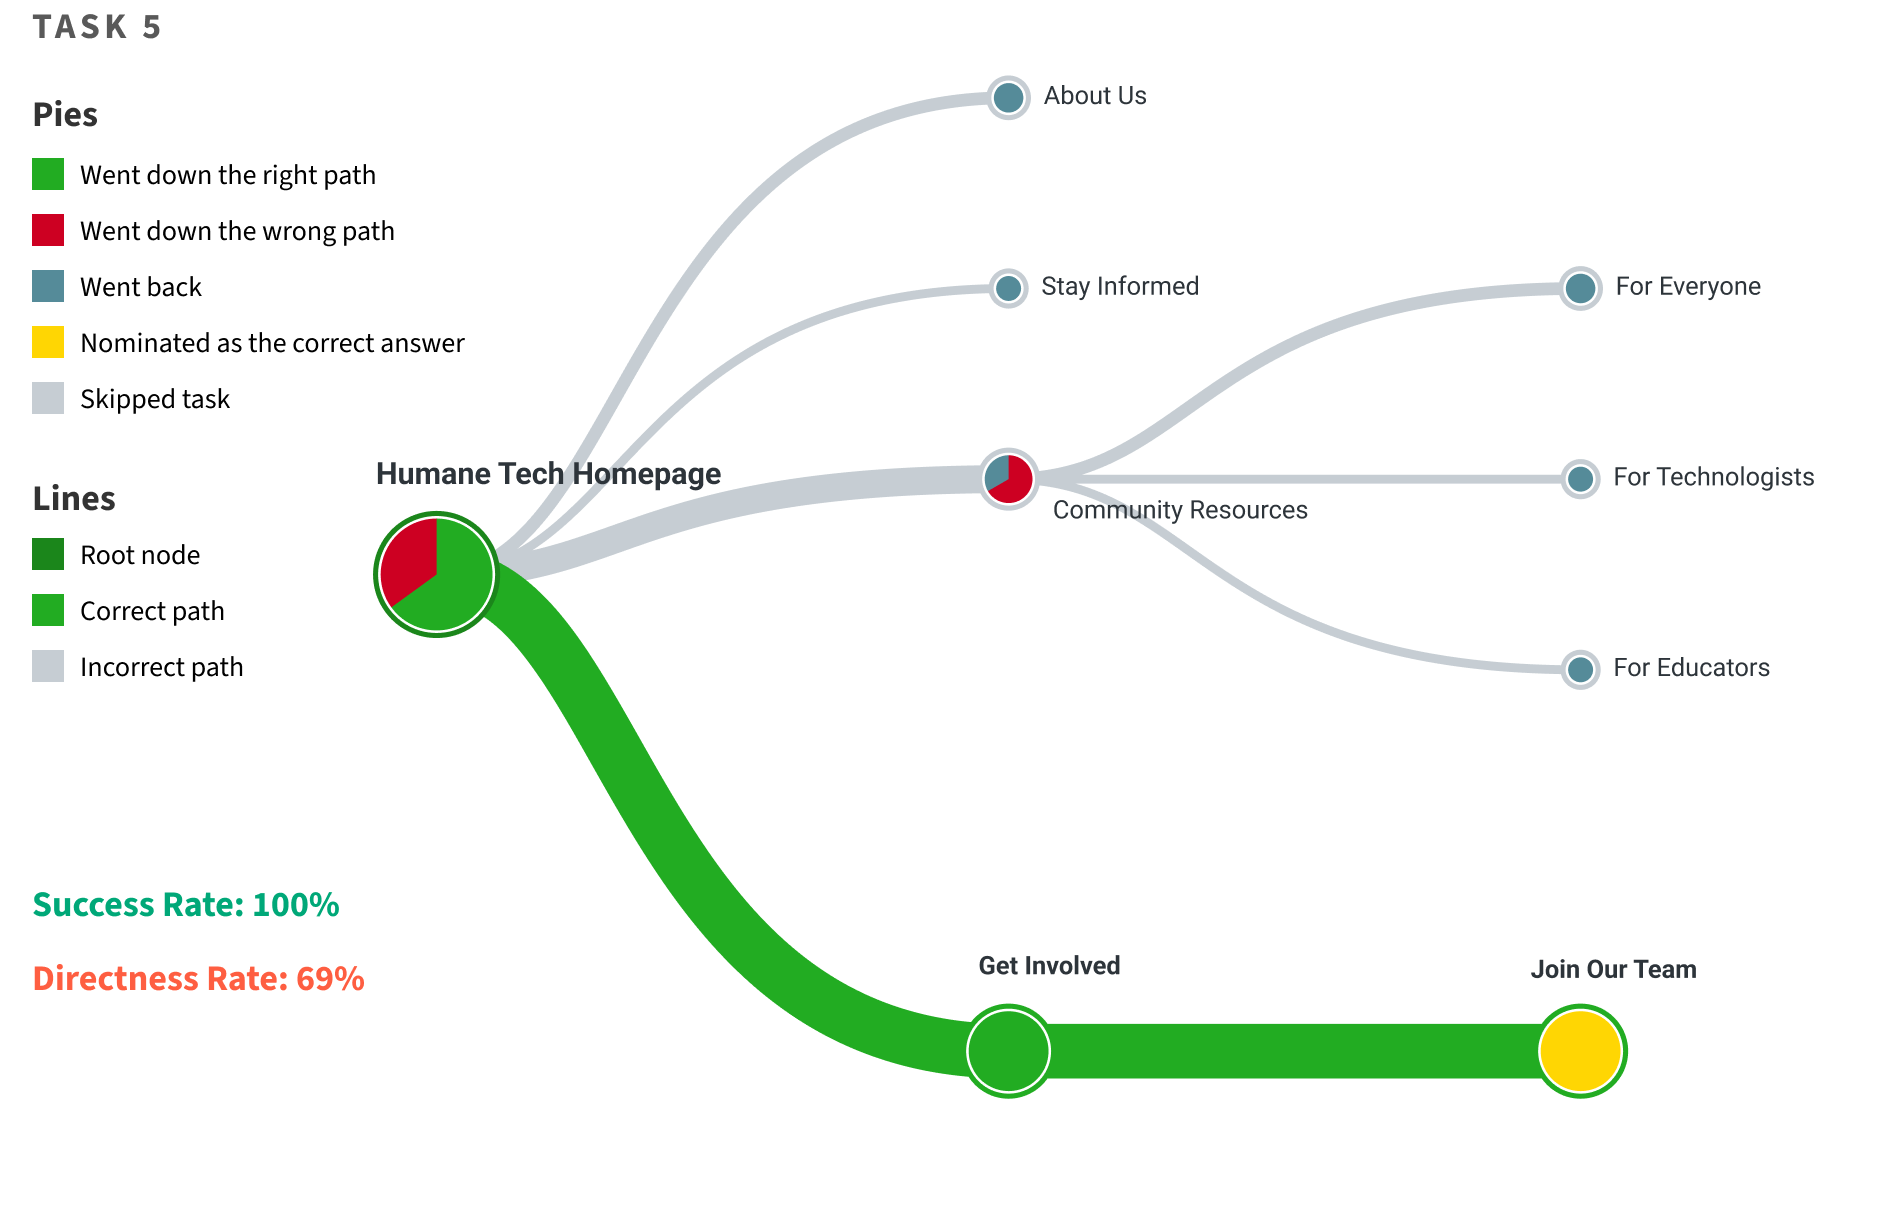 TASK 5
Pies
Went down the right path
Went down the wrong path
Went back
Nominated as the correct answer
Skipped task
Lines
Root node
Correct path
Incorrect path
Success Rate: 100%
Directness Rate: 69%
Humane Tech Homepage
About Us
Stay Informed
Community Resources
For Everyone
For Technologists
For Educators
Get Involved
Join Our Team